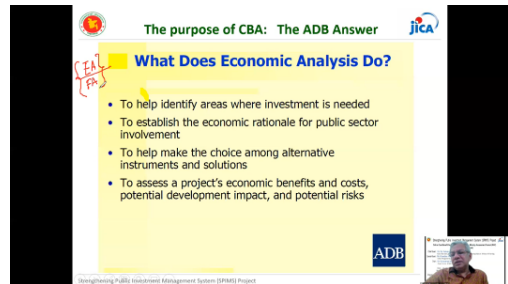 The purpose of CBA: The ADB Answer
jICA
What Does Economic Analysis Do?
EA
FA
• To help identify areas where investment is needed
• To establish the economic rationale for public sector
involvement
• To help make the choice among alternative
instruments and solutions
• To assess a project's economic benefits and costs,
potential development impact, and potential risks
ADB
Strengthening Public Investment Management System (SPIMS) Project